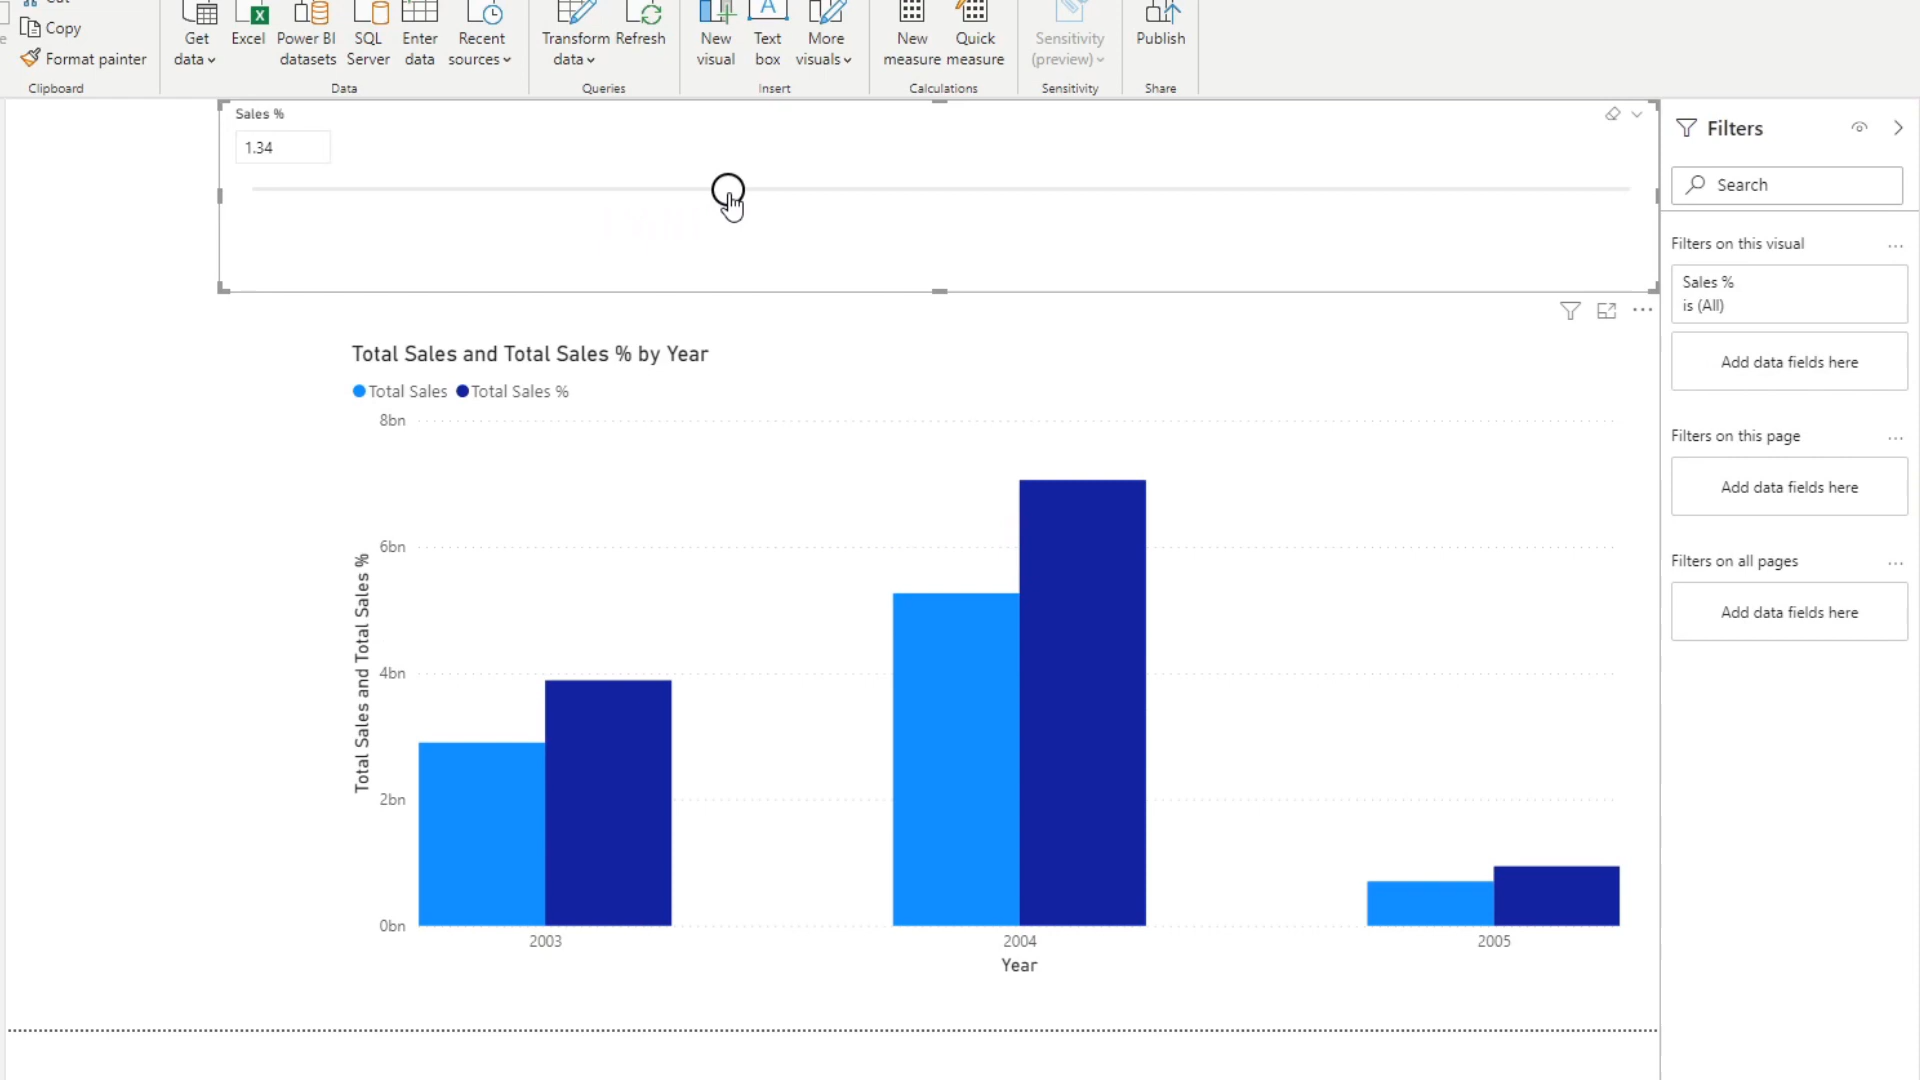 Cut
Copy
Format painter
Clipboard
Get data
Excel
Power BI datasets
SQL Server
Enter data
Recent sources
Data
Transform data
Refresh
Queries
New visual
Text box
More visuals
Insert
New measure
Quick measure
Calculations
Sensitivity (preview)
Sensitivity
Publish
Share
Sales %
1.34
Total Sales and Total Sales % by Year
Total Sales Total Sales %
8bn
6bn
4bn
2bn
0bn
Total Sales and Total Sales %
2003 2004 2005
Year
Filters
Search
Filters on this visual
Sales %
is (All)
Add data fields here
Filters on this page
Add data fields here
Filters on all pages
Add data fields here